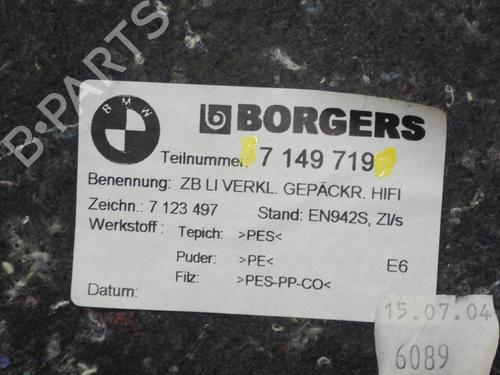 B-PARTS
BMW
BORGERS
Teilnummer: 7 149 719
Benennung: ZB LI VERKL. GEPÄCKR. HIFI
Zeichn.: 7 123 497 Stand: EN942S, ZI/s
Werkstoff : Tepich: >PES<
Puder: >PE< E6
Filz: >PES-PP-CO<
Datum:
15.07.04
6089